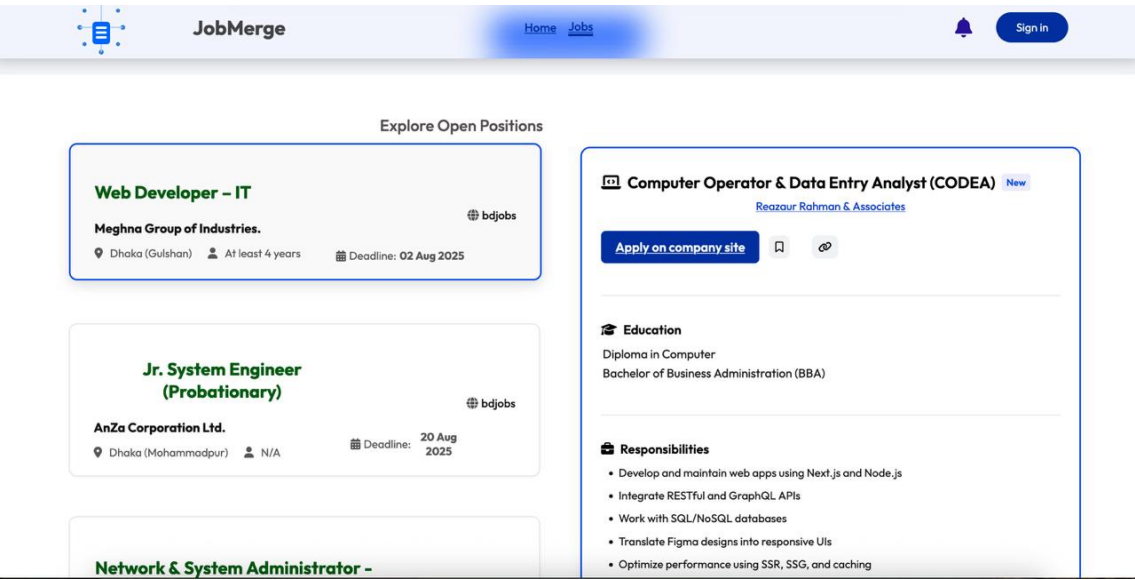 JobMerge
Home Jobs
Sign in
Explore Open Positions
Web Developer – IT
bdjobs
Meghna Group of Industries.
Dhaka (Gulshan) At least 4 years Deadline: 02 Aug 2025
Jr. System Engineer
(Probationary)
bdjobs
AnZa Corporation Ltd.
Dhaka (Mohammadpur) N/A Deadline: 20 Aug
2025
Network & System Administrator -
Computer Operator & Data Entry Analyst (CODEA) New
Reazaur Rahman & Associates
Apply on company site
Education
Diploma in Computer
Bachelor of Business Administration (BBA)
Responsibilities
• Develop and maintain web apps using Next.js and Node.js
• Integrate RESTful and GraphQL APIs
• Work with SQL/NoSQL databases
• Translate Figma designs into responsive UIs
• Optimize performance using SSR, SSG, and caching